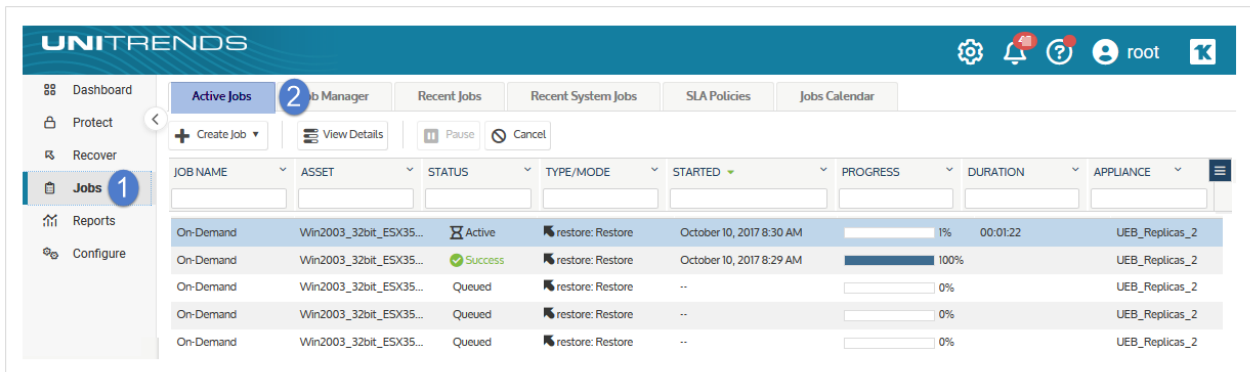 UNITRENDS
41
root
Dashboard
Protect
Recover
Jobs 1
Reports
Configure
Active Jobs 2 b Manager Recent Jobs Recent System Jobs SLA Policies Jobs Calendar
Create Job View Details Pause Cancel
JOB NAME ASSET STATUS TYPE/MODE STARTED PROGRESS DURATION APPLIANCE
On-Demand Win2003_32bit_ESX35... Active restore: Restore October 10, 2017 8:30 AM 1% 00:01:22 UEB_Replicas_2
On-Demand Win2003_32bit_ESX35... Success restore: Restore October 10, 2017 8:29 AM 100% UEB_Replicas_2
On-Demand Win2003_32bit_ESX35... Queued restore: Restore -- 0% UEB_Replicas_2
On-Demand Win2003_32bit_ESX35... Queued restore: Restore -- 0% UEB_Replicas_2
On-Demand Win2003_32bit_ESX35... Queued restore: Restore -- 0% UEB_Replicas_2